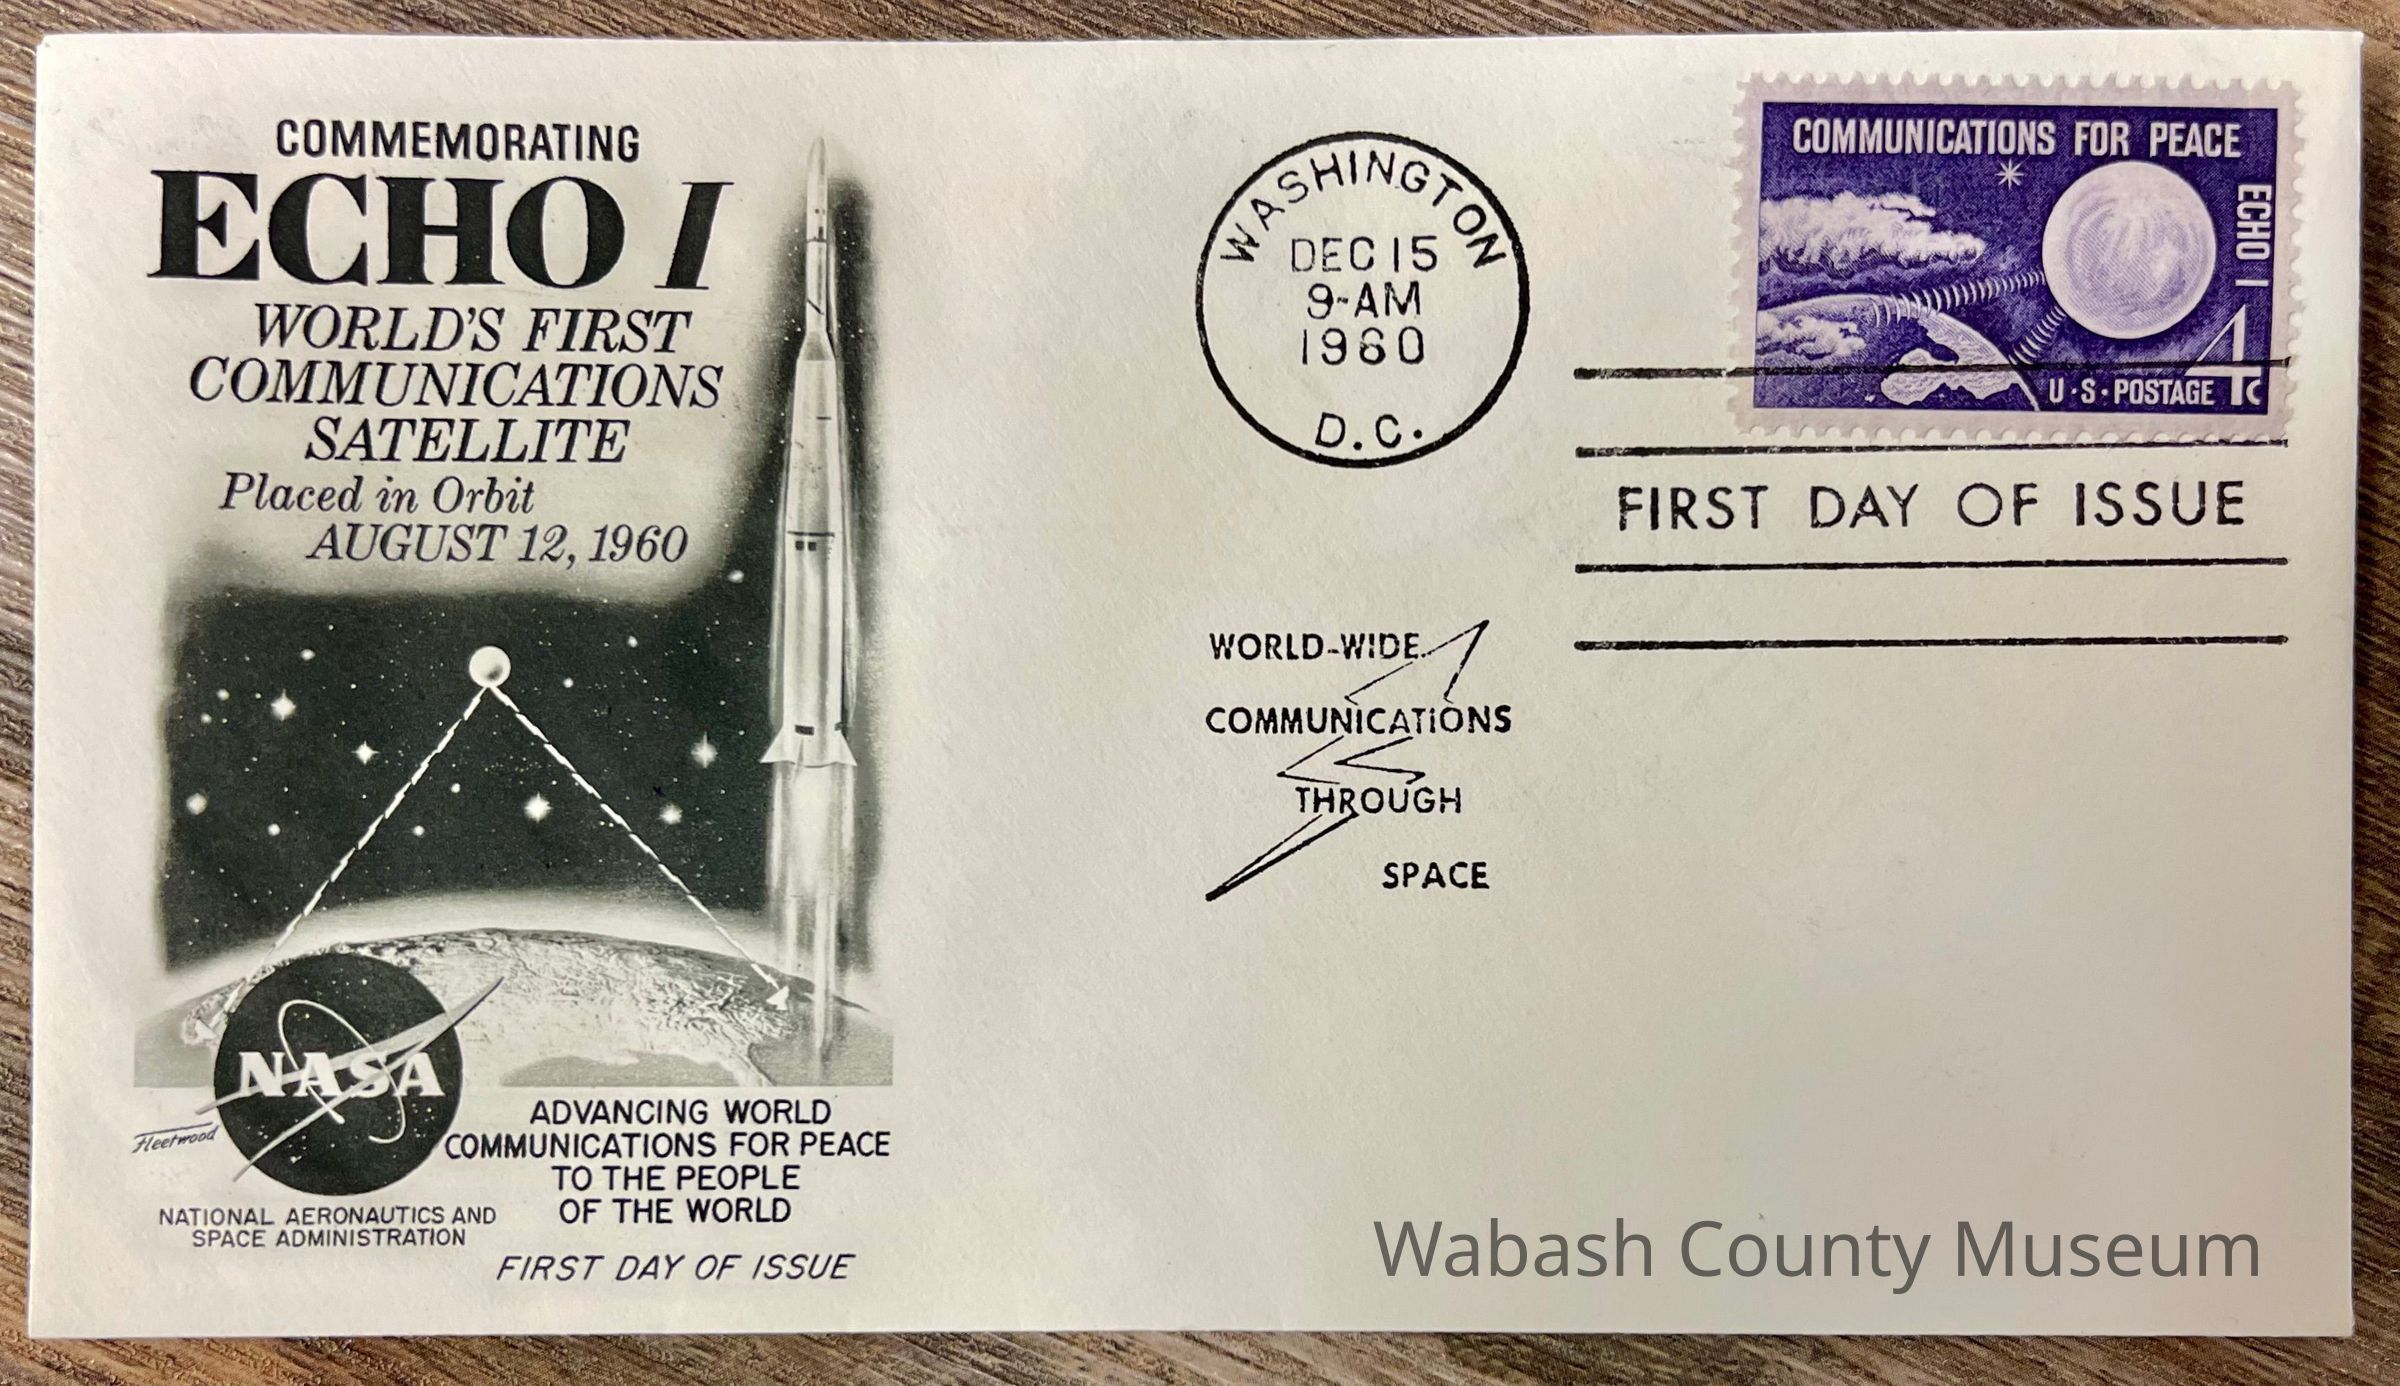 COMMEMORATING
ECHO I
WORLD'S FIRST
COMMUNICATIONS
SATELLITE
Placed in Orbit
AUGUST 12, 1960
NASA
Fleetwood
NATIONAL AERONAUTICS AND
SPACE ADMINISTRATION
ADVANCING WORLD
COMMUNICATIONS FOR PEACE
TO THE PEOPLE
OF THE WORLD
FIRST DAY OF ISSUE
WASHINGTON
DEC 15
9-AM
1960
D.C.
COMMUNICATIONS FOR PEACE
ECHO I
4c
U·S·POSTAGE
FIRST DAY OF ISSUE
WORLD-WIDE
COMMUNICATIONS
THROUGH
SPACE
Wabash County Museum